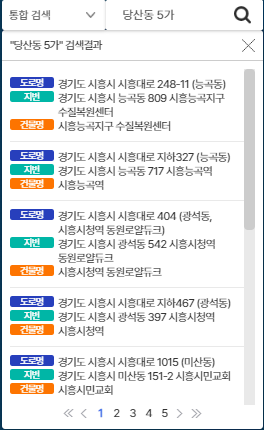 통합 검색 당산동 5가
"당산동 5가" 검색결과
도로명 경기도 시흥시 시흥대로 248-11 (능곡동)
지번 경기도 시흥시 능곡동 809 시흥능곡지구
수질복원센터
건물명 시흥능곡지구 수질복원센터
도로명 경기도 시흥시 시흥대로 지하327 (능곡동)
지번 경기도 시흥시 능곡동 717 시흥능곡역
건물명 시흥능곡역
도로명 경기도 시흥시 시흥대로 404 (광석동,
시흥시청역 동원로얄듀크)
지번 경기도 시흥시 광석동 542 시흥시청역
동원로얄듀크
건물명 시흥시청역 동원로얄듀크
도로명 경기도 시흥시 시흥대로 지하467 (광석동)
지번 경기도 시흥시 광석동 397 시흥시청역
건물명 시흥시청역
도로명 경기도 시흥시 시흥대로 1015 (미산동)
지번 경기도 시흥시 미산동 151-2 시흥시민교회
건물명 시흥시민교회
1 2 3 4 5